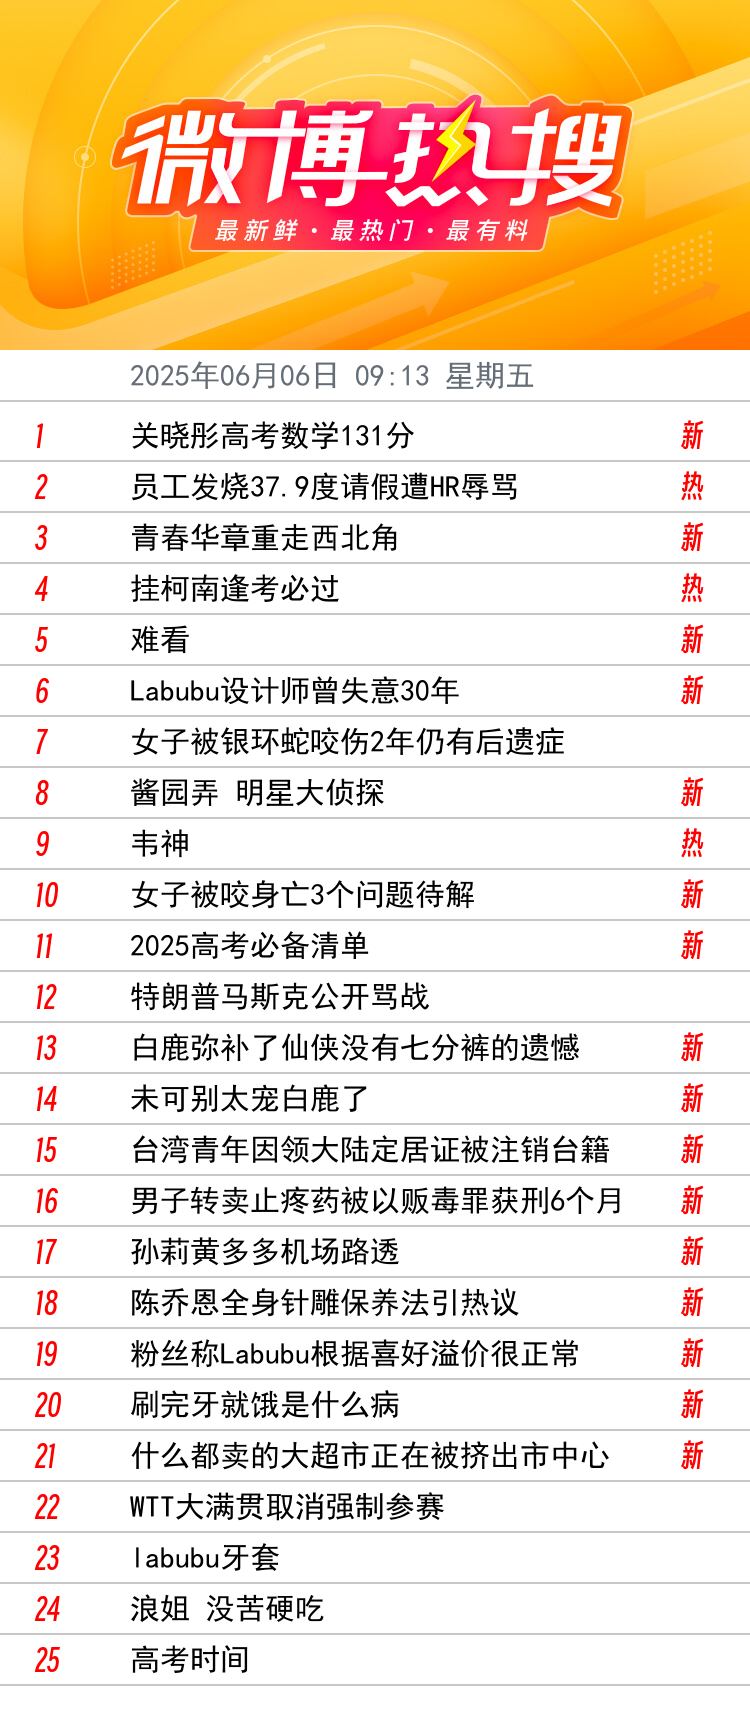 微博热搜
最新鲜·最热门·最有料
2025年06月06日 09:13 星期五
1 关晓彤高考数学131分 新
2 员工发烧37.9度请假遭HR辱骂 热
3 青春华章重走西北角 新
4 挂柯南逢考必过 热
5 难看 新
6 Labubu设计师曾失意30年 新
7 女子被银环蛇咬伤2年仍有后遗症
8 酱园弄 明星大侦探 新
9 韦神 热
10 女子被咬身亡3个问题待解 新
11 2025高考必备清单 新
12 特朗普马斯克公开骂战
13 白鹿弥补了仙侠没有七分裤的遗憾 新
14 未可别太宠白鹿了 新
15 台湾青年因领大陆定居证被注销台籍 新
16 男子转卖止疼药被以贩毒罪获刑6个月 新
17 孙莉黄多多机场路透 新
18 陈乔恩全身针雕保养法引热议 新
19 粉丝称Labubu根据喜好溢价很正常 新
20 刷完牙就饿是什么病 新
21 什么都卖的大超市正在被挤出市中心 新
22 WTT大满贯取消强制参赛
23 labubu牙套
24 浪姐 没苦硬吃
25 高考时间